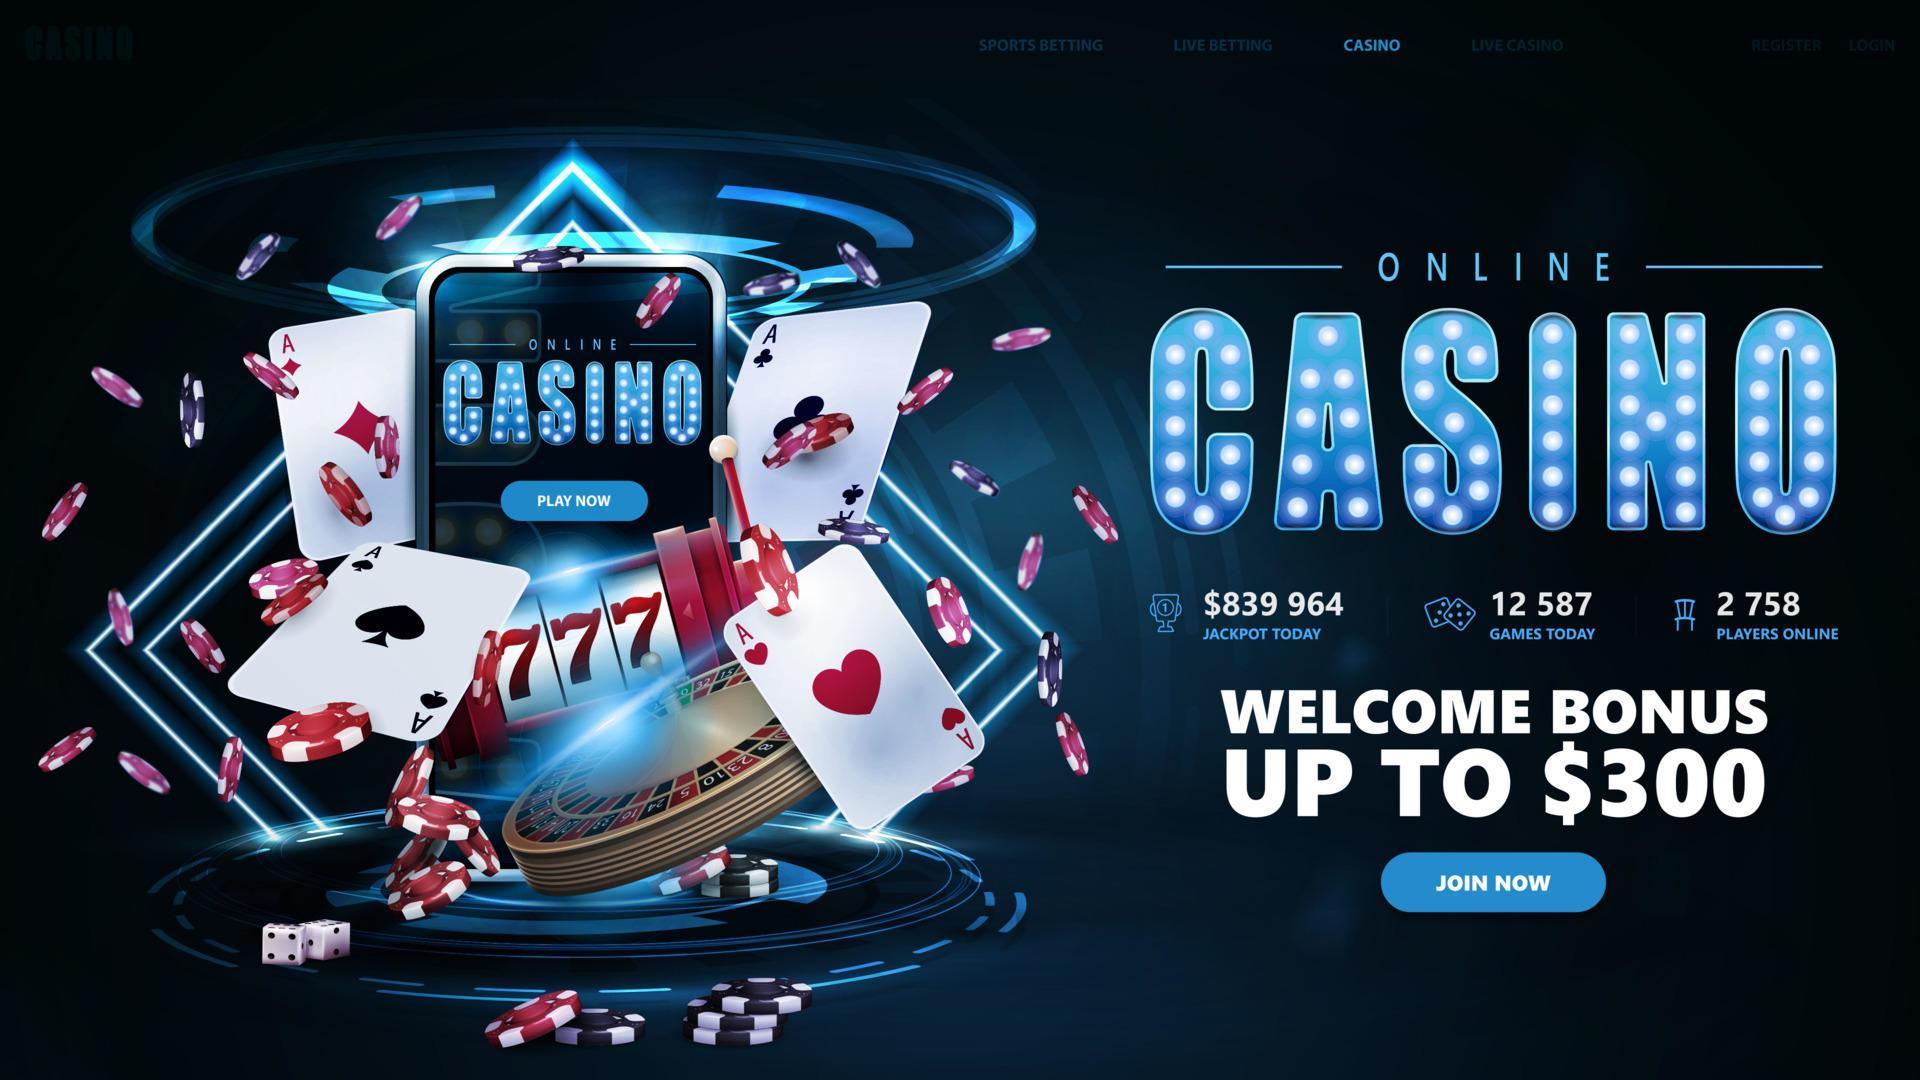 CASINO
SPORTS BETTING LIVE BETTING CASINO LIVE CASINO REGISTER LOGIN
ONLINE
CASINO
$839 964
JACKPOT TODAY
12 587
GAMES TODAY
2 758
PLAYERS ONLINE
WELCOME BONUS
UP TO $300
JOIN NOW
ONLINE
CASINO
PLAY NOW
A
A
A
A
A
A
A
777